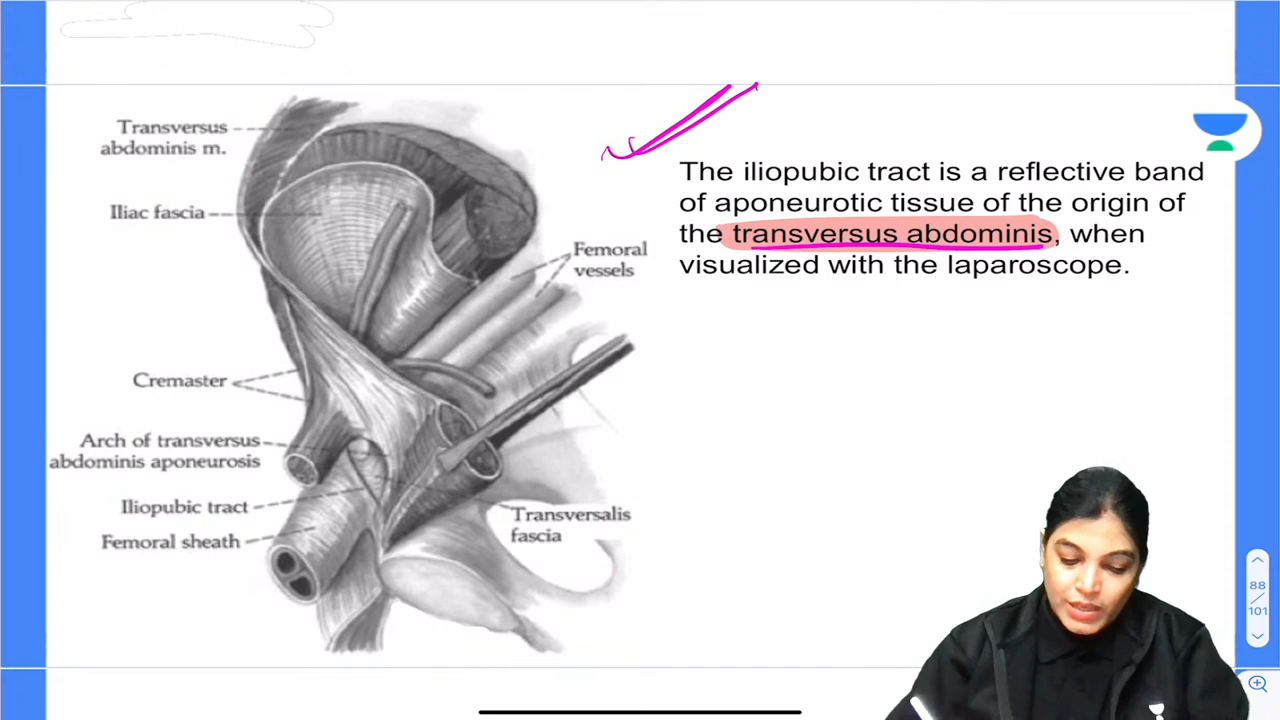 Transversus
abdominis m.
Iliac fascia
Femoral
vessels
Cremaster
Arch of transversus
abdominis aponeurosis
Iliopubic tract
Femoral sheath
Transversalis
fascia
The iliopubic tract is a reflective band
of aponeurotic tissue of the origin of
the transversus abdominis, when
visualized with the laparoscope.
88
/
101